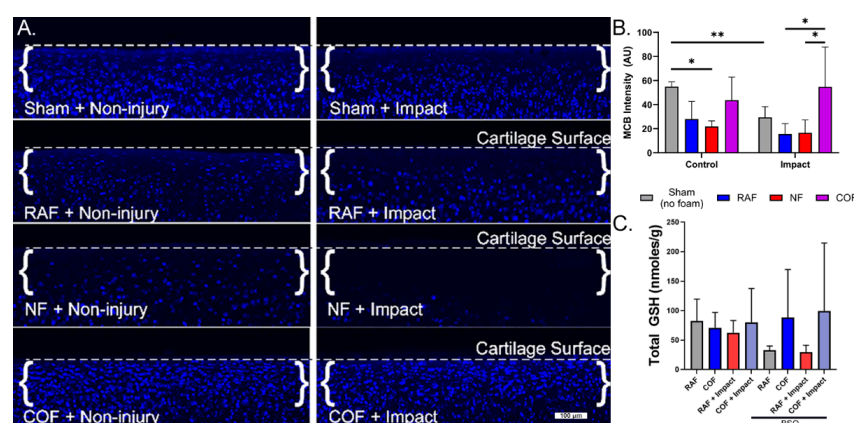 A.
Sham + Non-injury
Sham + Impact
Cartilage Surface
RAF + Non-injury
RAF + Impact
Cartilage Surface
NF + Non-injury
NF + Impact
Cartilage Surface
COF + Non-injury
COF + Impact
100 μm
B.
MCB Intensity (AU)
100
80
60
40
20
0
**
*
*
*
Control
Impact
Sham (no foam)
RAF
NF
COF
C.
Total GSH (nmoles/g)
250
200
150
100
50
0
RAF
COF
RAF + Impact
COF + Impact
RAF
COF
RAF + Impact
COF + Impact